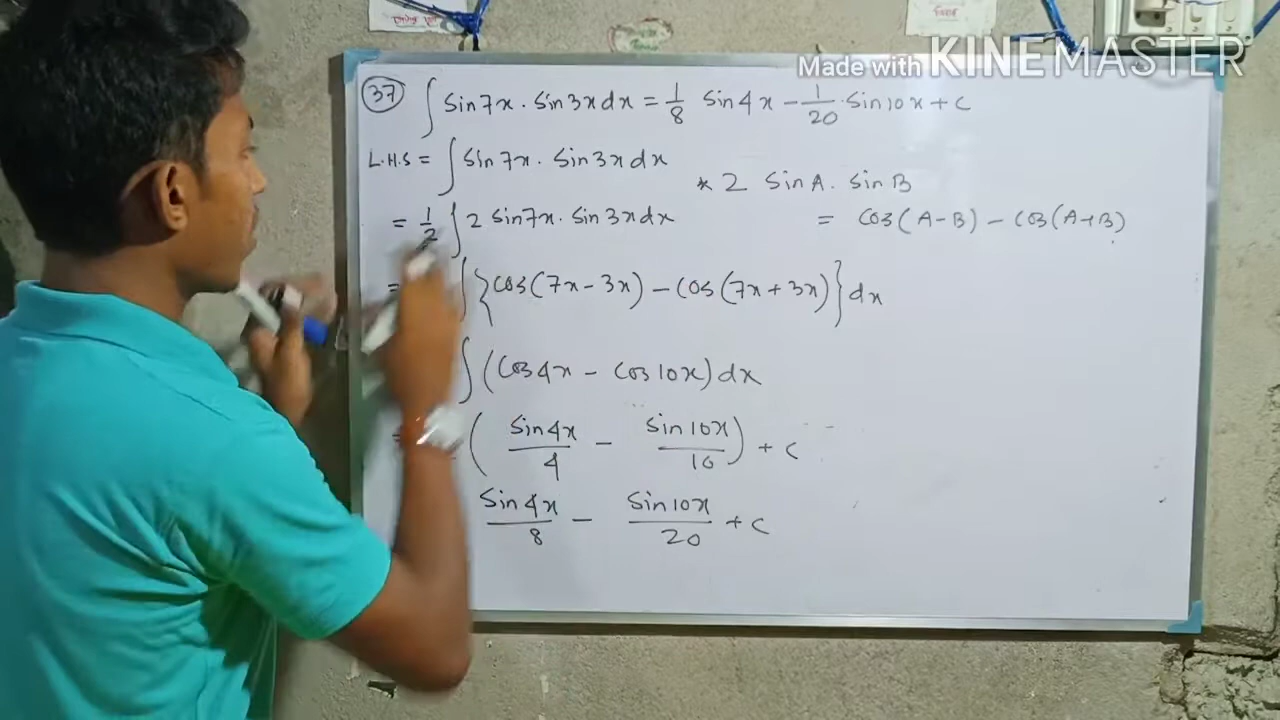 Made with KINEMASTER
(37) ∫ Sin7x · Sin3x dx = 1/8 Sin4x - 1/20 · Sin10x + C
L.H.S = ∫ Sin7x · Sin3x dx
* 2 SinA · SinB
= 1/2 ∫ 2 Sin7x · Sin3x dx
= Cos(A-B) - Cos(A+B)
= ∫ {Cos(7x - 3x) - Cos(7x + 3x)} dx
∫ (Cos4x - Cos10x) dx
= ( Sin4x/4 - Sin10x/10 ) + C
Sin4x/8 - Sin10x/20 + C